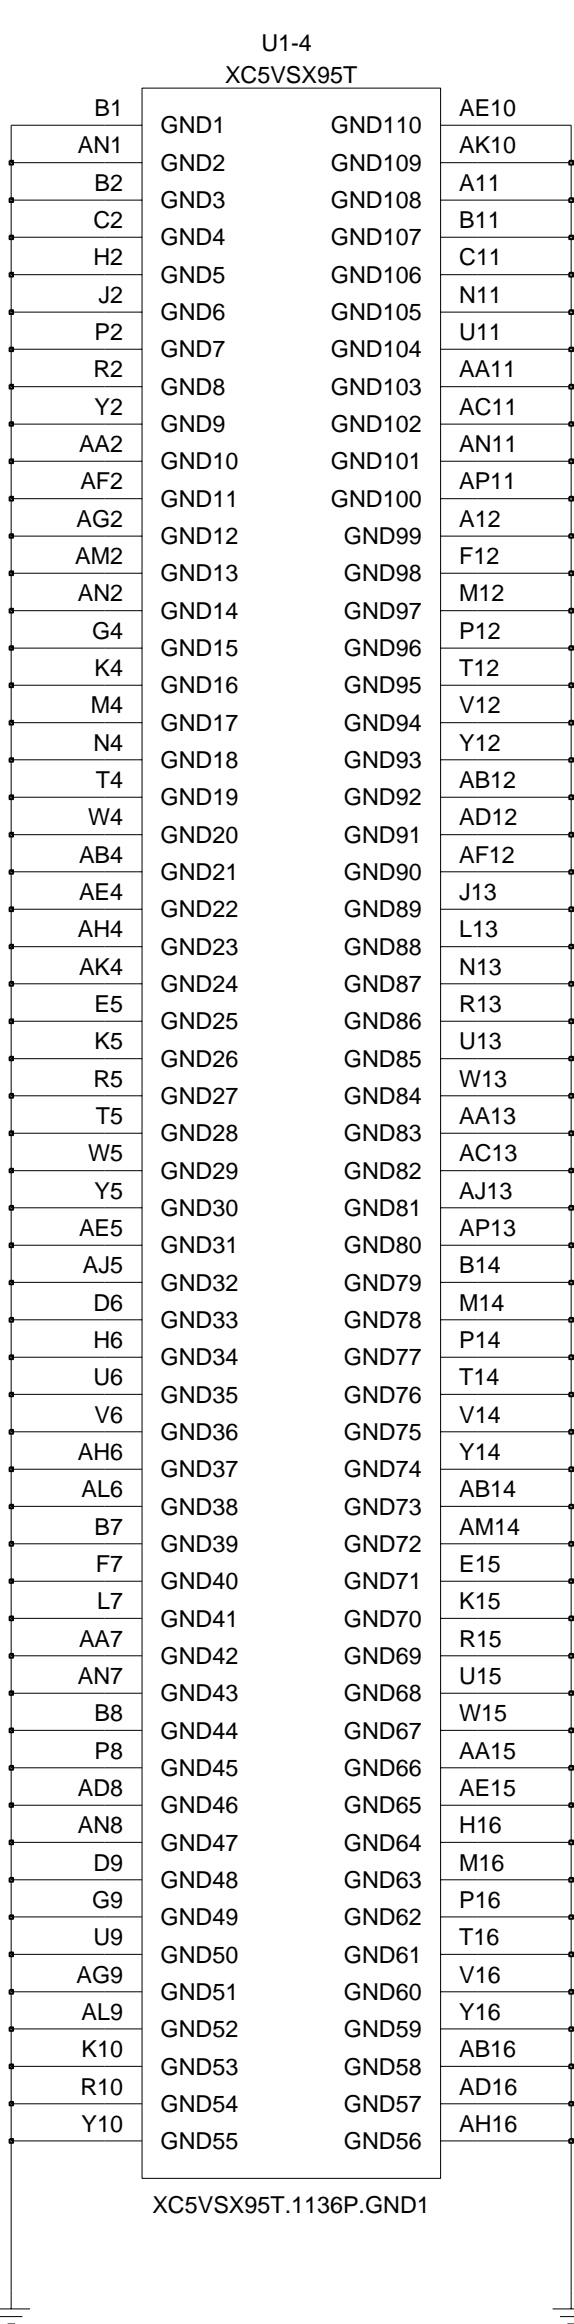 U1-4
XC5VSX95T
B1 GND1 GND110 AE10
AN1 GND2 GND109 AK10
B2 GND3 GND108 A11
C2 GND4 GND107 B11
H2 GND5 GND106 C11
J2 GND6 GND105 N11
P2 GND7 GND104 U11
R2 GND8 GND103 AA11
Y2 GND9 GND102 AC11
AA2 GND10 GND101 AN11
AF2 GND11 GND100 AP11
AG2 GND12 GND99 A12
AM2 GND13 GND98 F12
AN2 GND14 GND97 M12
G4 GND15 GND96 P12
K4 GND16 GND95 T12
M4 GND17 GND94 V12
N4 GND18 GND93 Y12
T4 GND19 GND92 AB12
W4 GND20 GND91 AD12
AB4 GND21 GND90 AF12
AE4 GND22 GND89 J13
AH4 GND23 GND88 L13
AK4 GND24 GND87 N13
E5 GND25 GND86 R13
K5 GND26 GND85 U13
R5 GND27 GND84 W13
T5 GND28 GND83 AA13
W5 GND29 GND82 AC13
Y5 GND30 GND81 AJ13
AE5 GND31 GND80 AP13
AJ5 GND32 GND79 B14
D6 GND33 GND78 M14
H6 GND34 GND77 P14
U6 GND35 GND76 T14
V6 GND36 GND75 V14
AH6 GND37 GND74 Y14
AL6 GND38 GND73 AB14
B7 GND39 GND72 AM14
F7 GND40 GND71 E15
L7 GND41 GND70 K15
AA7 GND42 GND69 R15
AN7 GND43 GND68 U15
B8 GND44 GND67 W15
P8 GND45 GND66 AA15
AD8 GND46 GND65 AE15
AN8 GND47 GND64 H16
D9 GND48 GND63 M16
G9 GND49 GND62 P16
U9 GND50 GND61 T16
AG9 GND51 GND60 V16
AL9 GND52 GND59 Y16
K10 GND53 GND58 AB16
R10 GND54 GND57 AD16
Y10 GND55 GND56 AH16
XC5VSX95T.1136P.GND1